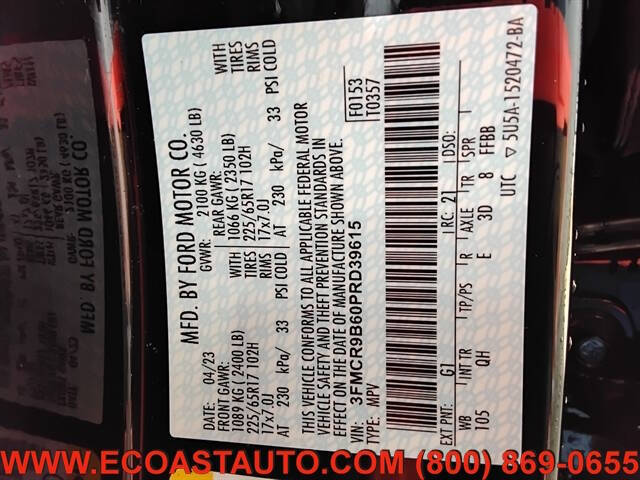 MFD. BY FORD MOTOR CO.
DATE: 04/23 GVWR: 2100 KG ( 4630 LB)
FRONT GAWR: REAR GAWR:
1089 KG ( 2400 LB) 1066 KG ( 2350 LB) WITH
225/65R17 102H 225/65R17 102H TIRES
17x7.0J 17x7.0J RIMS
AT 230 kPa/ 33 PSI COLD AT 230 kPa/ 33 PSI COLD
WITH
TIRES
RIMS
THIS VEHICLE CONFORMS TO ALL APPLICABLE FEDERAL MOTOR
VEHICLE SAFETY AND THEFT PREVENTION STANDARDS IN
EFFECT ON THE DATE OF MANUFACTURE SHOWN ABOVE.
F0153
T0357
VIN: 3FMCR9B60PRD39615
TYPE: MPV
EXT PNT: G1 RC: 21 DSO:
WB INT TR TP/PS R AXLE TR SPR
105 QH E 3D 8 FFBB
UTC ▽ 5U5A-1520472-BA
WWW.ECOASTAUTO.COM (800) 869-0655